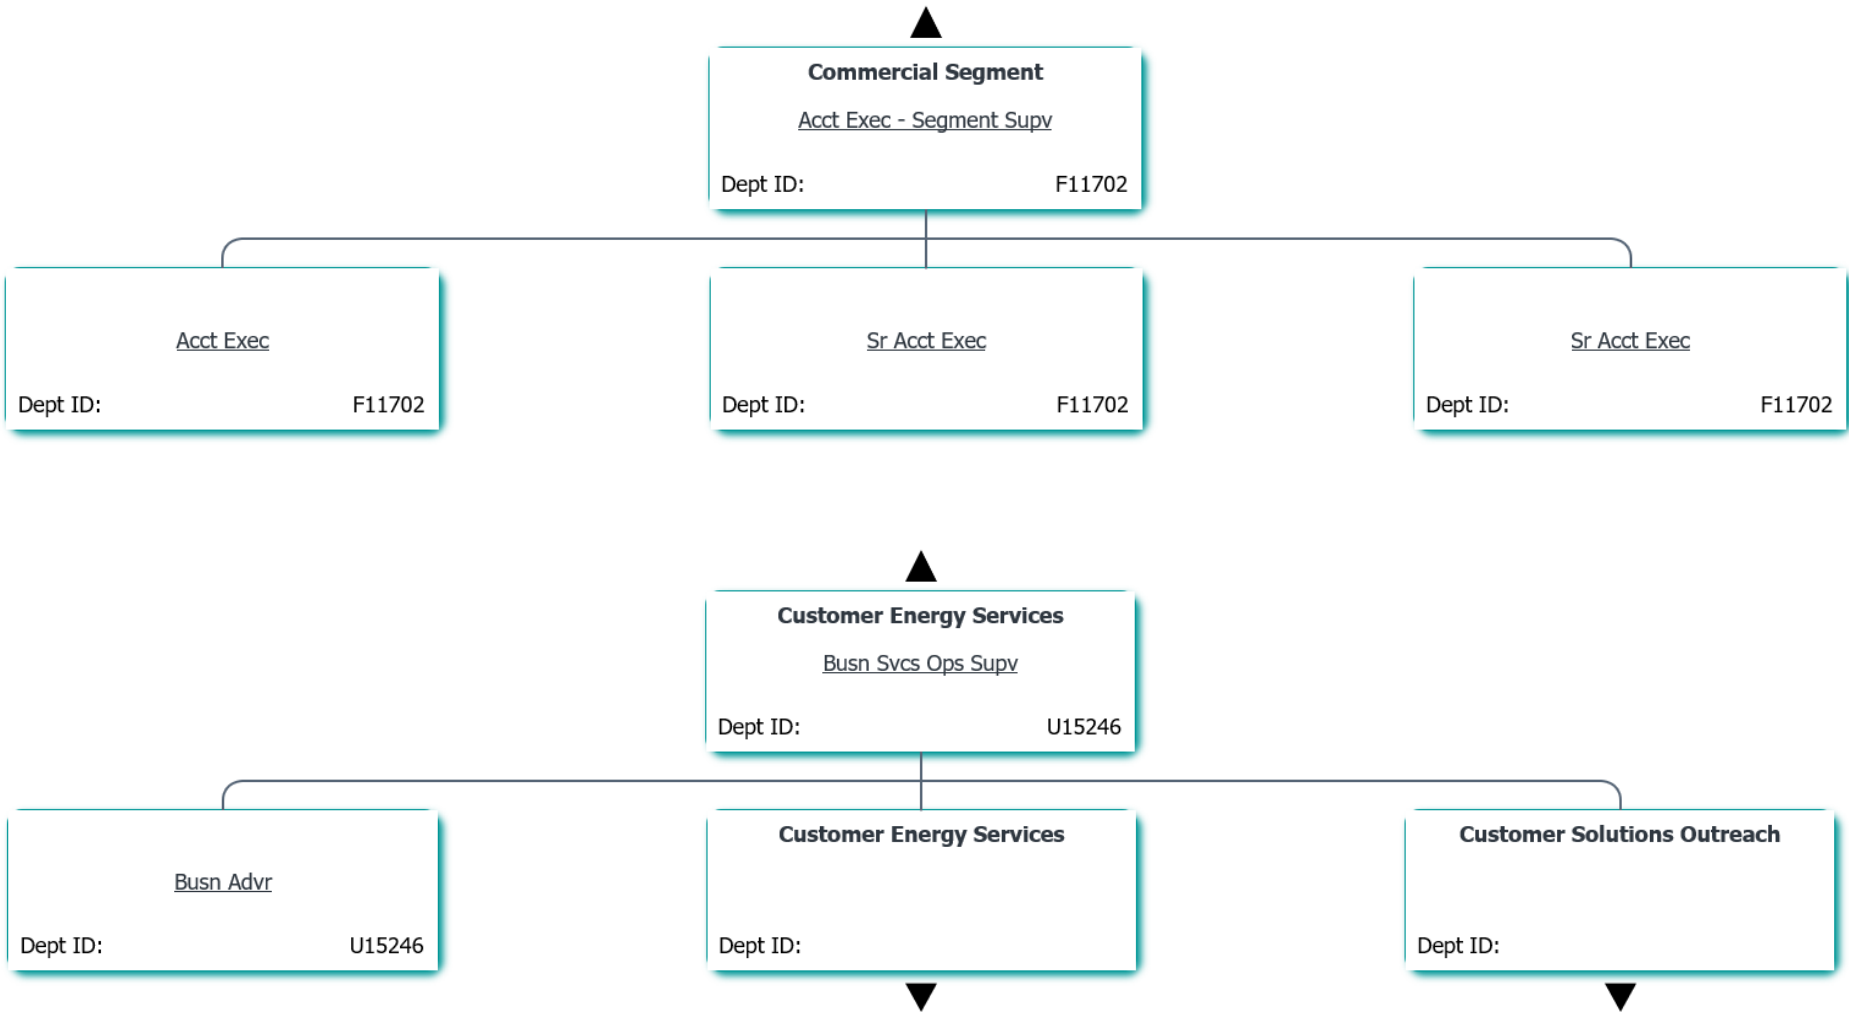 Commercial Segment
Acct Exec - Segment Supv
Dept ID: F11702
Acct Exec
Dept ID: F11702
Sr Acct Exec
Dept ID: F11702
Sr Acct Exec
Dept ID: F11702
Customer Energy Services
Busn Svcs Ops Supv
Dept ID: U15246
Busn Advr
Dept ID: U15246
Customer Energy Services
Dept ID:
Customer Solutions Outreach
Dept ID: